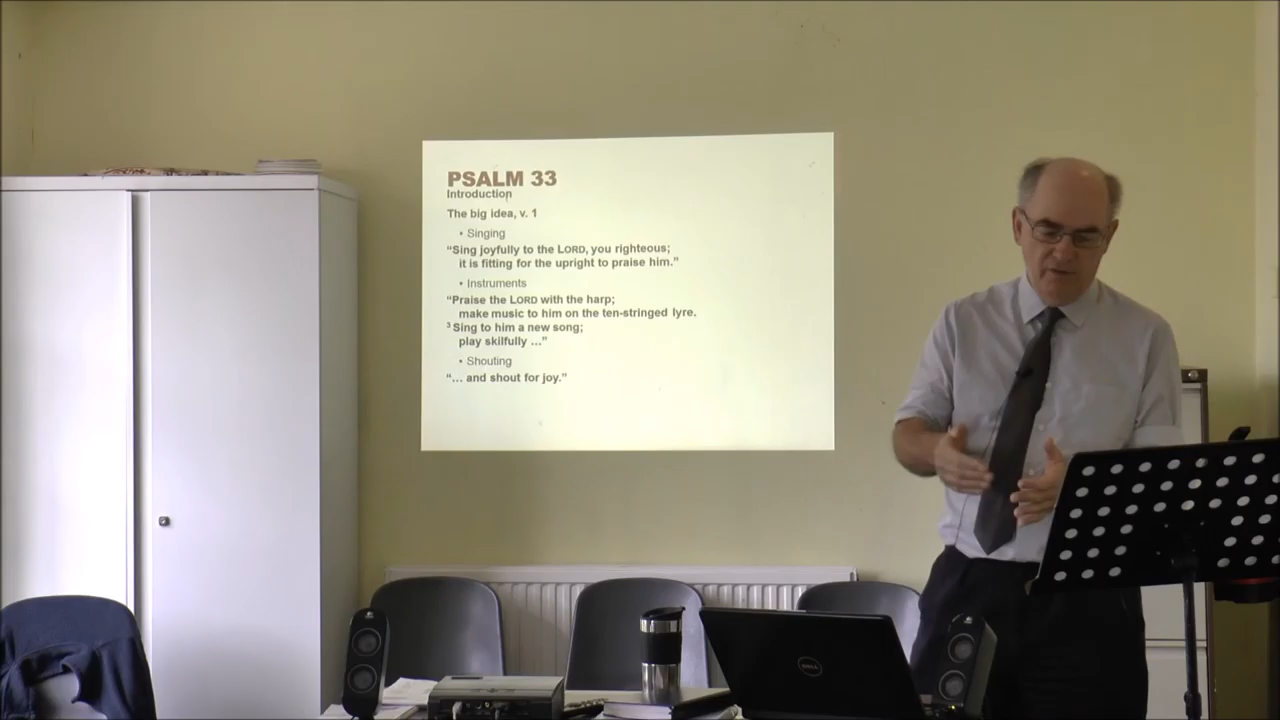 PSALM 33
Introduction
The big idea, v. 1
• Singing
“Sing joyfully to the LORD, you righteous;
it is fitting for the upright to praise him.”
• Instruments
“Praise the LORD with the harp;
make music to him on the ten-stringed lyre.
³ Sing to him a new song;
play skilfully …”
• Shouting
“… and shout for joy.”
DELL